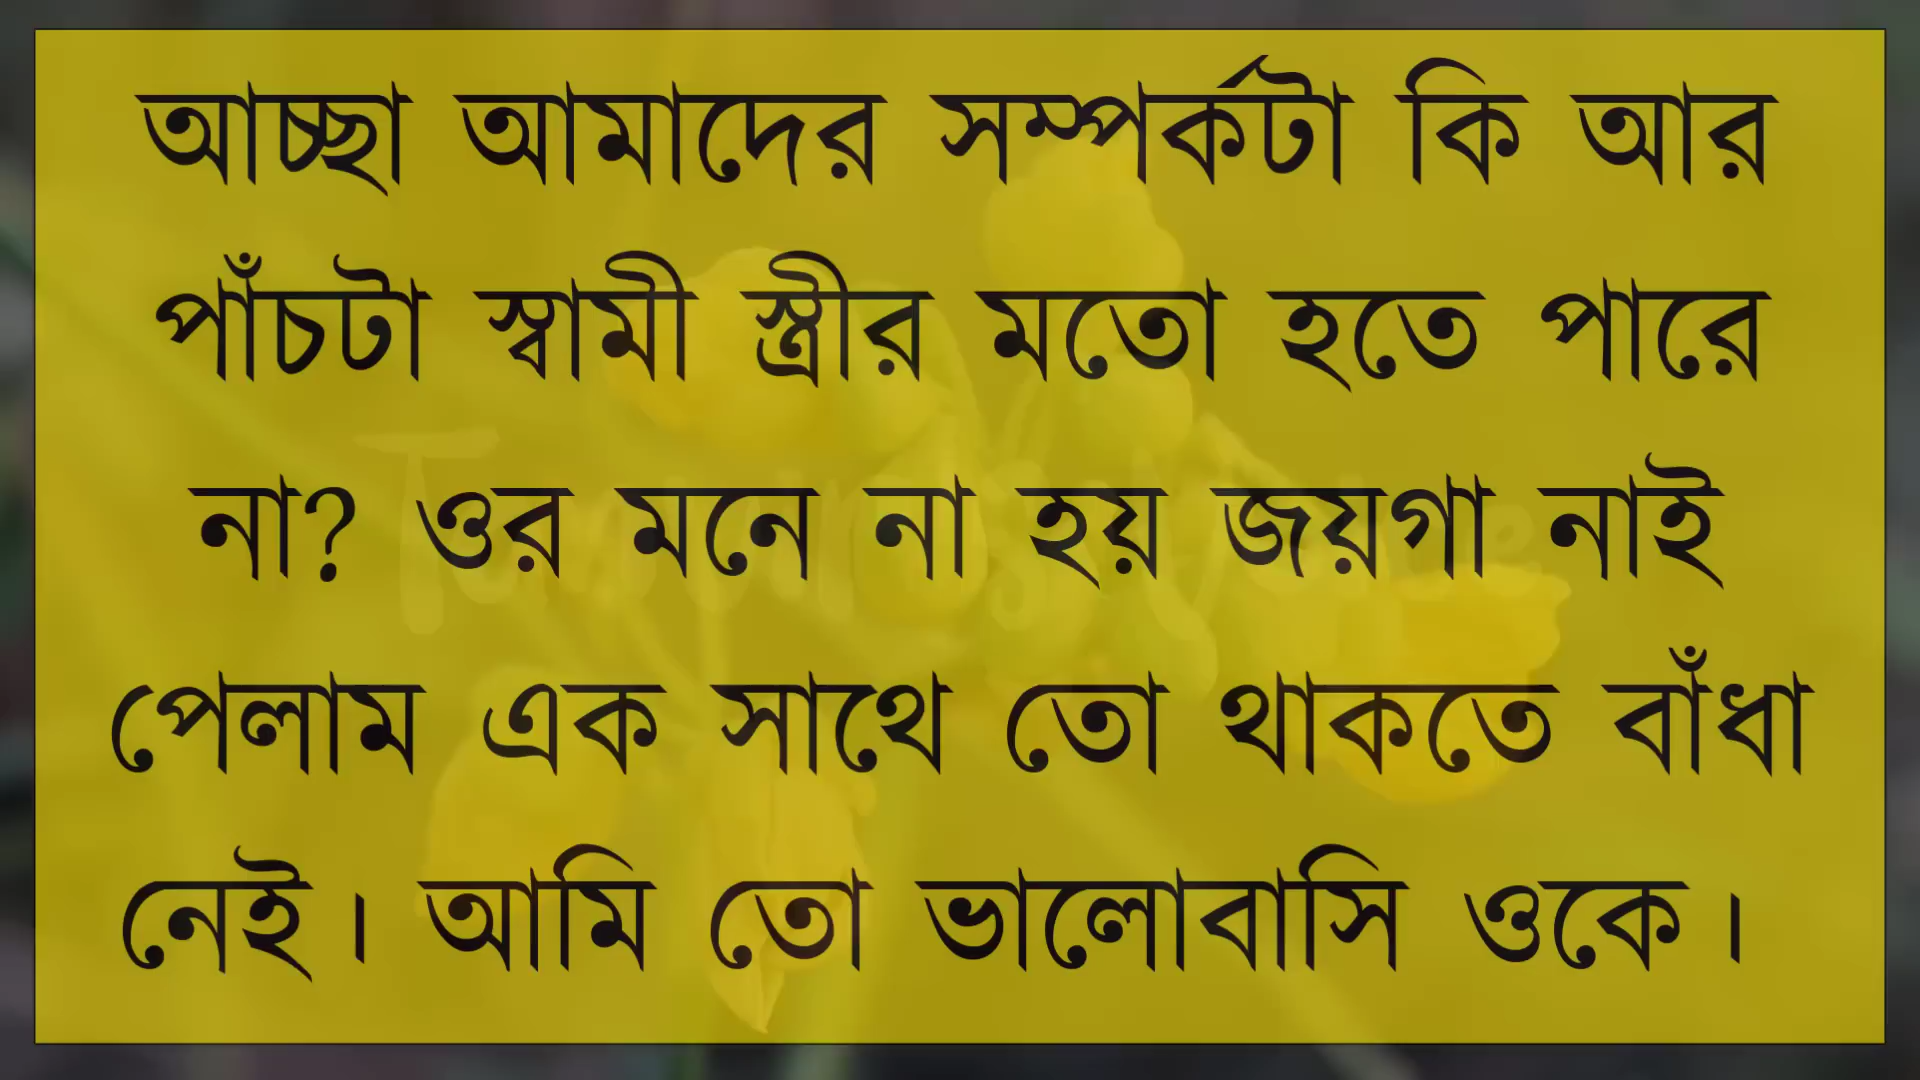 আচ্ছা আমাদের সম্পর্কটা কি আর
পাঁচটা স্বামী স্ত্রীর মতো হতে পারে
না? ওর মনে না হয় জয়গা নাই
পেলাম এক সাথে তো থাকতে বাঁধা
নেই। আমি তো ভালোবাসি ওকে।